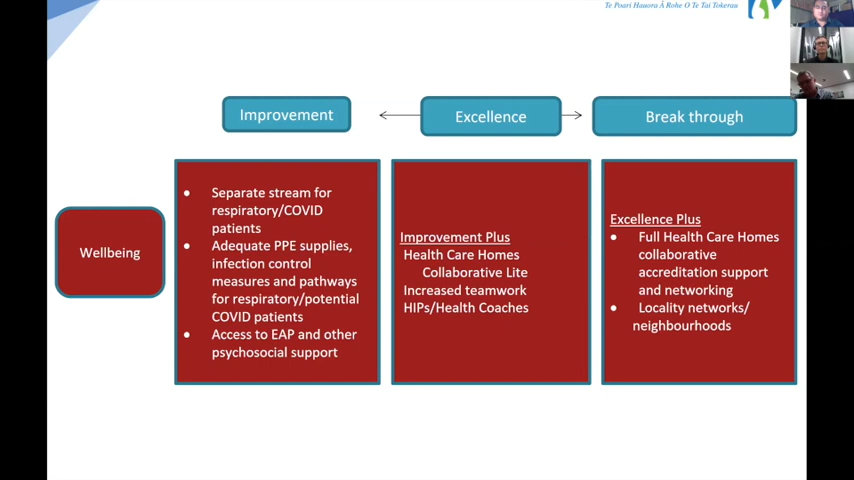 Te Poari Hauora Ā Rohe O Te Tai Tokerau
Improvement
Excellence
Break through
Wellbeing
● Separate stream for
respiratory/COVID
patients
● Adequate PPE supplies,
infection control
measures and pathways
for respiratory/potential
COVID patients
● Access to EAP and other
psychosocial support
Improvement Plus
Health Care Homes
Collaborative Lite
Increased teamwork
HIPs/Health Coaches
Excellence Plus
● Full Health Care Homes
collaborative
accreditation support
and networking
● Locality networks/
neighbourhoods